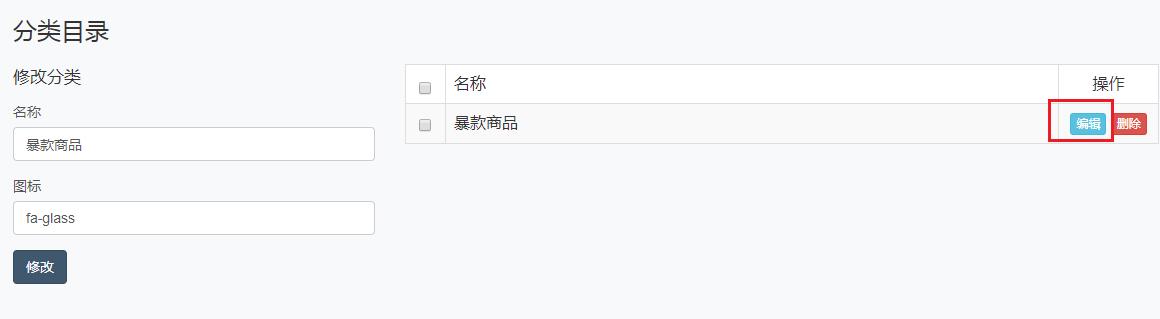 分类目录
修改分类
名称
暴款商品
图标
fa-glass
修改
名称 操作
暴款商品 编辑 删除